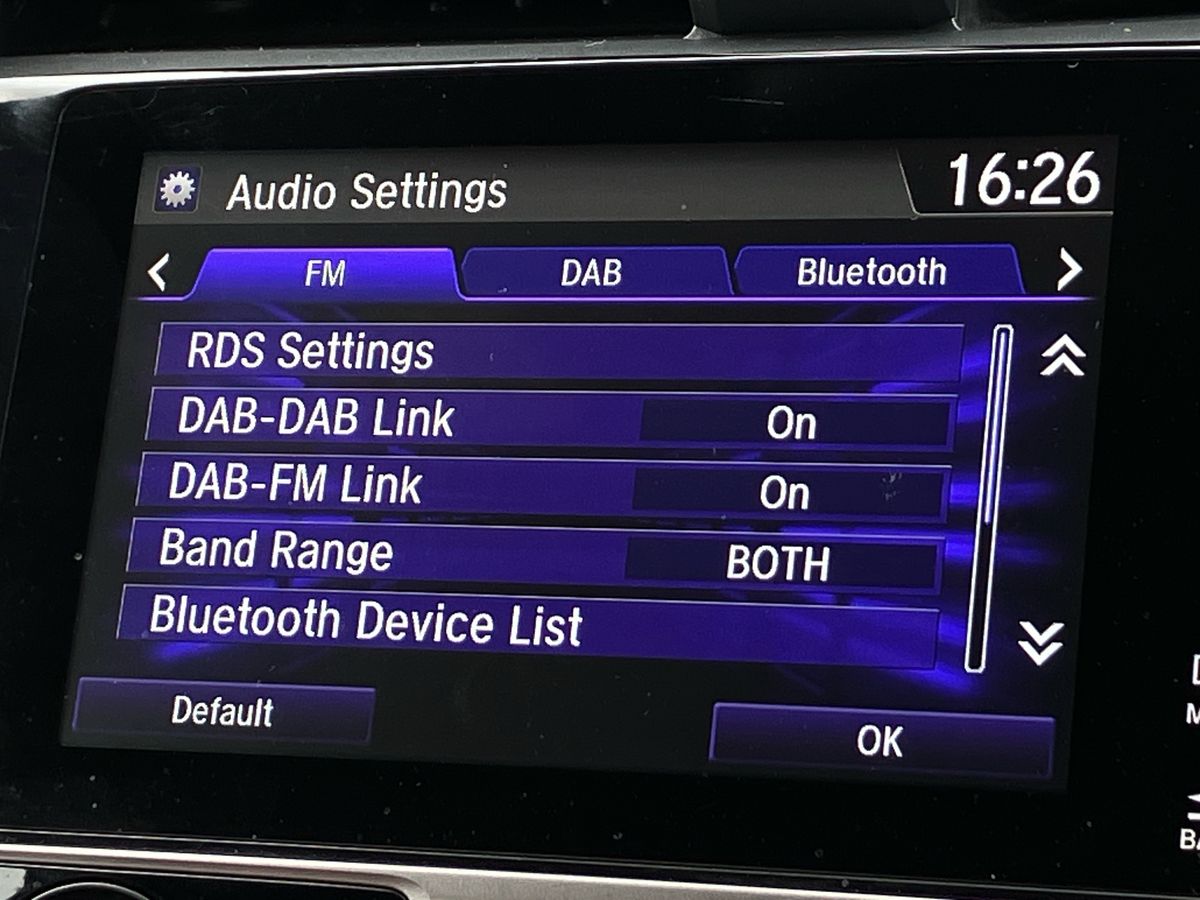 Audio Settings 16:26
FM DAB Bluetooth
RDS Settings
DAB-DAB Link On
DAB-FM Link On
Band Range BOTH
Bluetooth Device List
Default OK